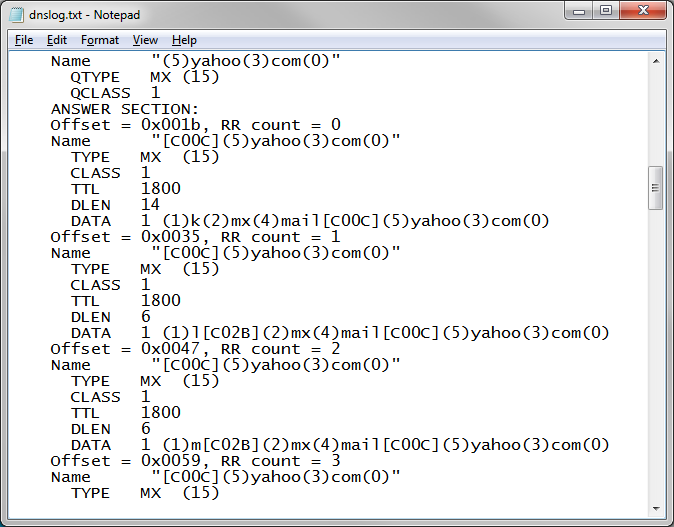 dnslog.txt - Notepad
File Edit Format View Help
Name "(5)yahoo(3)com(0)"
QTYPE MX (15)
QCLASS 1
ANSWER SECTION:
Offset = 0x001b, RR count = 0
Name "[C00C](5)yahoo(3)com(0)"
TYPE MX (15)
CLASS 1
TTL 1800
DLEN 14
DATA 1 (1)k(2)mx(4)mail[C00C](5)yahoo(3)com(0)
Offset = 0x0035, RR count = 1
Name "[C00C](5)yahoo(3)com(0)"
TYPE MX (15)
CLASS 1
TTL 1800
DLEN 6
DATA 1 (1)l[C02B](2)mx(4)mail[C00C](5)yahoo(3)com(0)
Offset = 0x0047, RR count = 2
Name "[C00C](5)yahoo(3)com(0)"
TYPE MX (15)
CLASS 1
TTL 1800
DLEN 6
DATA 1 (1)m[C02B](2)mx(4)mail[C00C](5)yahoo(3)com(0)
Offset = 0x0059, RR count = 3
Name "[C00C](5)yahoo(3)com(0)"
TYPE MX (15)